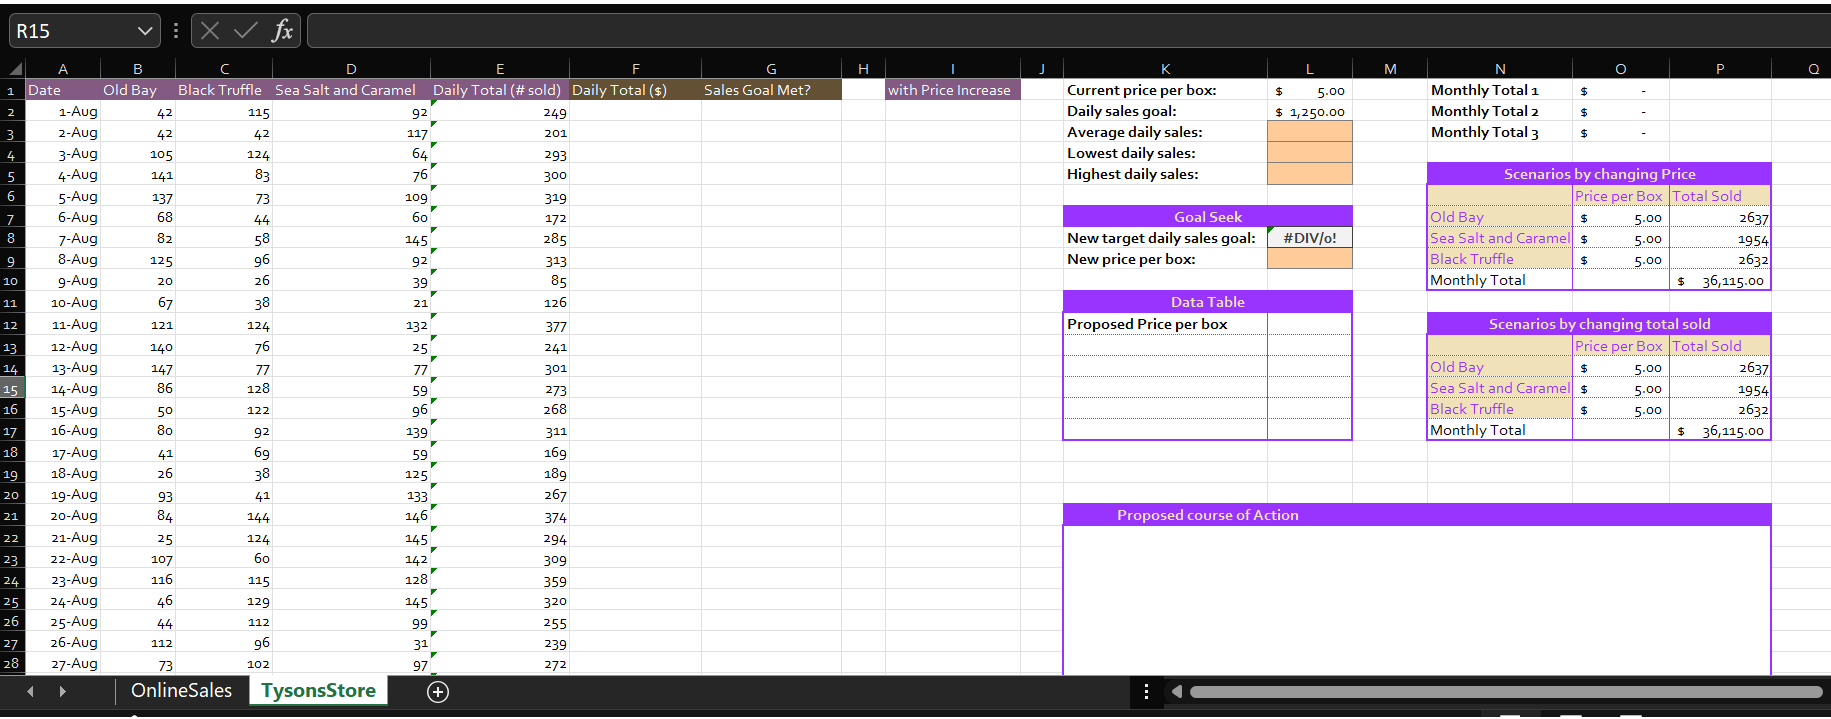 R15 fx
A B C D E F G H I J K L M N O P Q
1 Date Old Bay Black Truffle Sea Salt and Caramel Daily Total (# sold) Daily Total ($) Sales Goal Met? with Price Increase Current price per box: $ 5.00 Monthly Total 1 $ -
2 1-Aug 42 115 92 249 Daily sales goal: $ 1,250.00 Monthly Total 2 $ -
3 2-Aug 42 42 117 201 Average daily sales: Monthly Total 3 $ -
4 3-Aug 105 124 64 293 Lowest daily sales:
5 4-Aug 141 83 76 300 Highest daily sales: Scenarios by changing Price
6 5-Aug 137 73 109 319 Price per Box Total Sold
7 6-Aug 68 44 60 172 Goal Seek Old Bay $ 5.00 2637
8 7-Aug 82 58 145 285 New target daily sales goal: #DIV/0! Sea Salt and Caramel $ 5.00 1954
9 8-Aug 125 96 92 313 New price per box: Black Truffle $ 5.00 2632
10 9-Aug 20 26 39 85 Monthly Total $ 36,115.00
11 10-Aug 67 38 21 126 Data Table
12 11-Aug 121 124 132 377 Proposed Price per box Scenarios by changing total sold
13 12-Aug 140 76 25 241 Price per Box Total Sold
14 13-Aug 147 77 77 301 Old Bay $ 5.00 2637
15 14-Aug 86 128 59 273 Sea Salt and Caramel $ 5.00 1954
16 15-Aug 50 122 96 268 Black Truffle $ 5.00 2632
17 16-Aug 80 92 139 311 Monthly Total $ 36,115.00
18 17-Aug 41 69 59 169
19 18-Aug 26 38 125 189
20 19-Aug 93 41 133 267
21 20-Aug 84 144 146 374 Proposed course of Action
22 21-Aug 25 124 145 294
23 22-Aug 107 60 142 309
24 23-Aug 116 115 128 359
25 24-Aug 46 129 145 320
26 25-Aug 44 112 99 255
27 26-Aug 112 96 31 239
28 27-Aug 73 102 97 272
OnlineSales TysonsStore